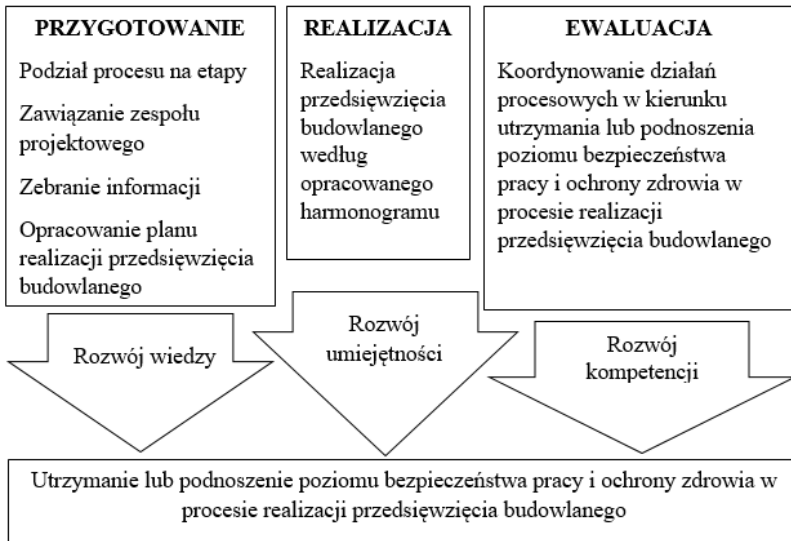 PRZYGOTOWANIE
Podział procesu na etapy
Zawiązanie zespołu
projektowego
Zebranie informacji
Opracowanie planu
realizacji przedsięwzięcia
budowlanego
REALIZACJA
Realizacja
przedsięwzięcia
budowlanego
według
opracowanego
harmonogramu
EWALUACJA
Koordynowanie działań
procesowych w kierunku
utrzymania lub podnoszenia
poziomu bezpieczeństwa
pracy i ochrony zdrowia w
procesie realizacji
przedsięwzięcia budowlanego
Rozwój wiedzy
Rozwój
umiejętności
Rozwój
kompetencji
Utrzymanie lub podnoszenie poziomu bezpieczeństwa pracy i ochrony zdrowia w
procesie realizacji przedsięwzięcia budowlanego